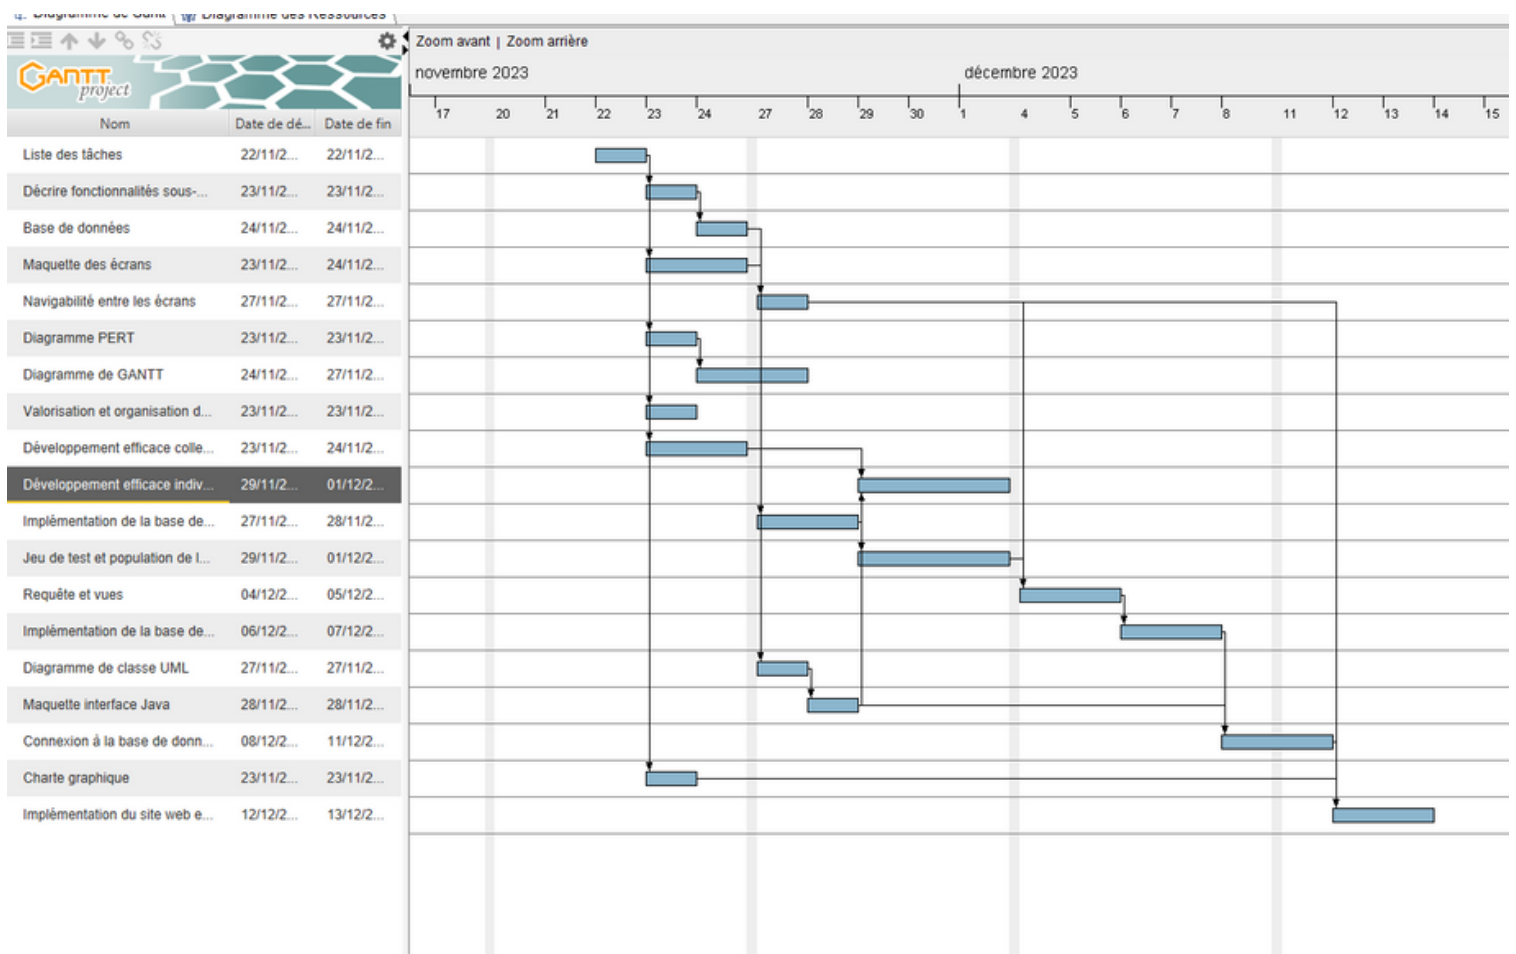 Diagramme de Gantt Diagramme des Ressources
Zoom avant | Zoom arrière
GANTT
project
novembre 2023 décembre 2023
17 20 21 22 23 24 27 28 29 30 1 4 5 6 7 8 11 12 13 14 15
Nom Date de dé... Date de fin
Liste des tâches 22/11/2... 22/11/2...
Décrire fonctionnalités sous-... 23/11/2... 23/11/2...
Base de données 24/11/2... 24/11/2...
Maquette des écrans 23/11/2... 24/11/2...
Navigabilité entre les écrans 27/11/2... 27/11/2...
Diagramme PERT 23/11/2... 23/11/2...
Diagramme de GANTT 24/11/2... 27/11/2...
Valorisation et organisation d... 23/11/2... 23/11/2...
Développement efficace colle... 23/11/2... 24/11/2...
Développement efficace indiv... 29/11/2... 01/12/2...
Implémentation de la base de... 27/11/2... 28/11/2...
Jeu de test et population de l... 29/11/2... 01/12/2...
Requête et vues 04/12/2... 05/12/2...
Implémentation de la base de... 06/12/2... 07/12/2...
Diagramme de classe UML 27/11/2... 27/11/2...
Maquette interface Java 28/11/2... 28/11/2...
Connexion à la base de donn... 08/12/2... 11/12/2...
Charte graphique 23/11/2... 23/11/2...
Implémentation du site web e... 12/12/2... 13/12/2...